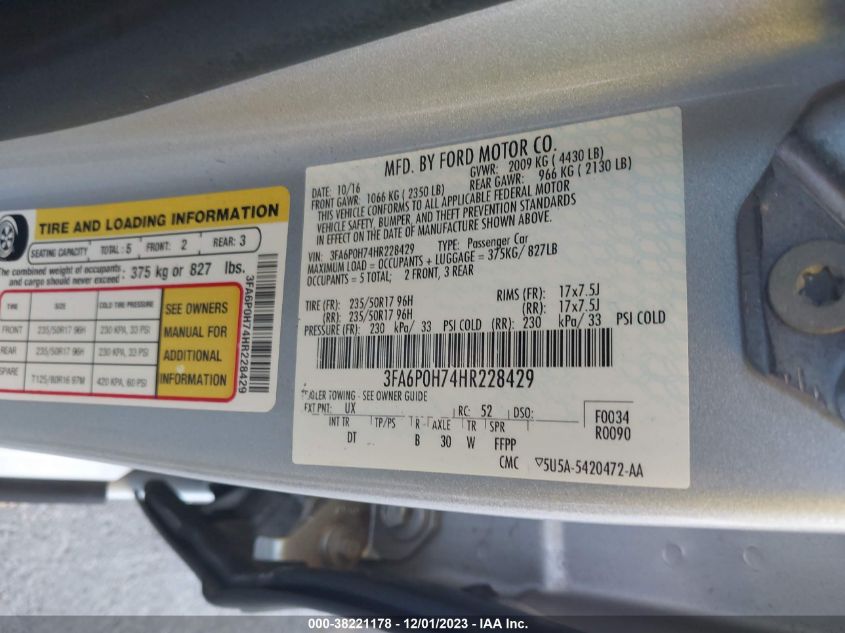 TIRE AND LOADING INFORMATION
SEATING CAPACITY TOTAL: 5 FRONT: 2 REAR: 3
The combined weight of occupants and cargo should never exceed: 375 kg or 827 lbs.
TIRE SIZE COLD TIRE PRESSURE
FRONT 235/50R17 96H 230 KPA, 33 PSI
REAR 235/50R17 96H 230 KPA, 33 PSI
SPARE T125/80R16 97M 420 KPA, 60 PSI
SEE OWNERS
MANUAL FOR
ADDITIONAL
INFORMATION
3FA6P0H74HR228429
MFD. BY FORD MOTOR CO.
DATE: 10/16 GVWR: 2009 KG ( 4430 LB)
FRONT GAWR: 1066 KG ( 2350 LB) REAR GAWR: 966 KG ( 2130 LB)
THIS VEHICLE CONFORMS TO ALL APPLICABLE FEDERAL MOTOR
VEHICLE SAFETY, BUMPER, AND THEFT PREVENTION STANDARDS
IN EFFECT ON THE DATE OF MANUFACTURE SHOWN ABOVE.
VIN: 3FA6P0H74HR228429 TYPE: Passenger Car
MAXIMUM LOAD = OCCUPANTS + LUGGAGE = 375KG/ 827LB
OCCUPANTS = 5 TOTAL; 2 FRONT, 3 REAR
TIRE (FR): 235/50R17 96H RIMS (FR): 17x7.5J
(RR): 235/50R17 96H (RR): 17x7.5J
PRESSURE (FR): 230 kPa/ 33 PSI COLD (RR): 230 kPa/ 33 PSI COLD
3FA6P0H74HR228429
TRAILER TOWING - SEE OWNER GUIDE
EXT PNT: UX RC: 52 DSO: F0034
INT TR TP/PS R AXLE TR SPR R0090
DT B 30 W FFPP
CMC 5U5A-5420472-AA
000-38221178 - 12/01/2023 - IAA Inc.